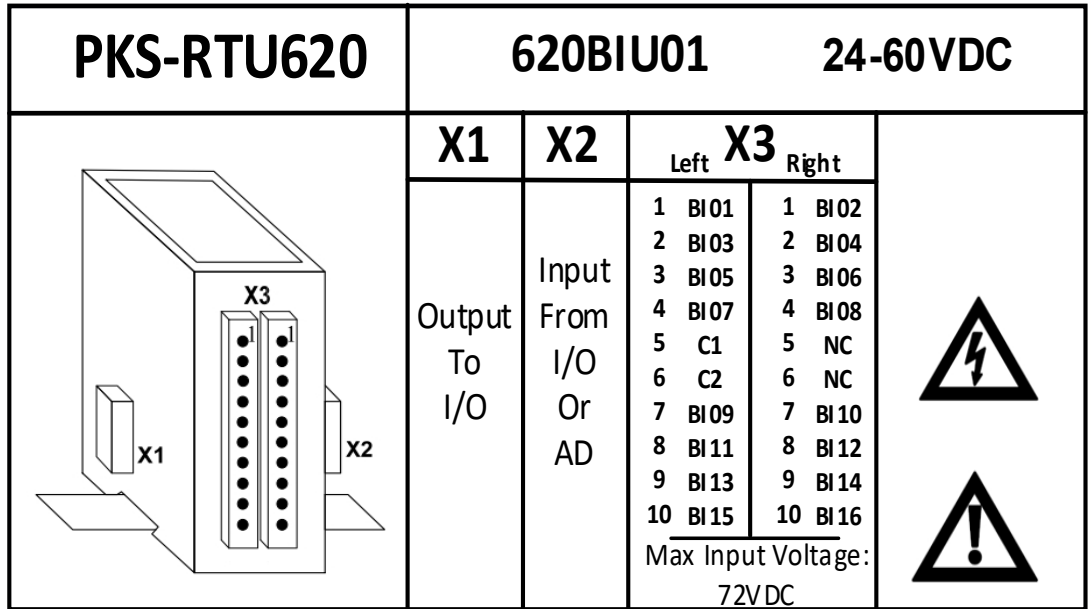 PKS-RTU620 620BIU01 24-60VDC
X1 X2 Left X3 Right
1 BI01 1 BI02
2 BI03 2 BI04
3 BI05 3 BI06
4 BI07 4 BI08
5 C1 5 NC
6 C2 6 NC
7 BI09 7 BI10
8 BI11 8 BI12
9 BI13 9 BI14
10 BI15 10 BI16
Max Input Voltage:
72VDC
Output
To
I/O
Input
From
I/O
Or
AD
X3
1 1
X1
X2